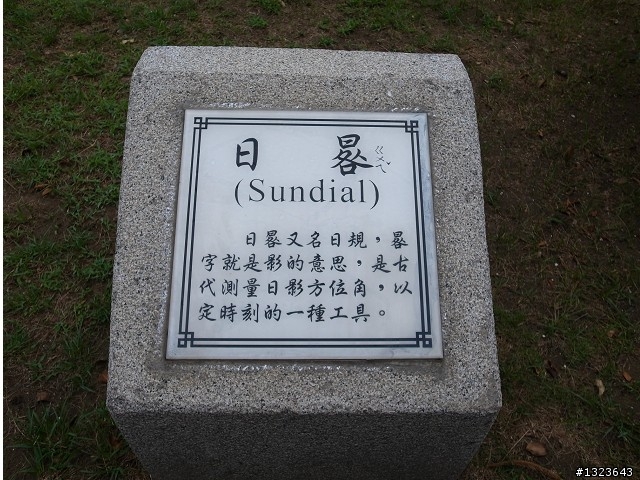 日 晷 ㄍㄨㄟˇ
(Sundial)
日晷又名日規，晷
字就是影的意思，是古
代測量日影方位角，以
定時刻的一種工具。
#1323643